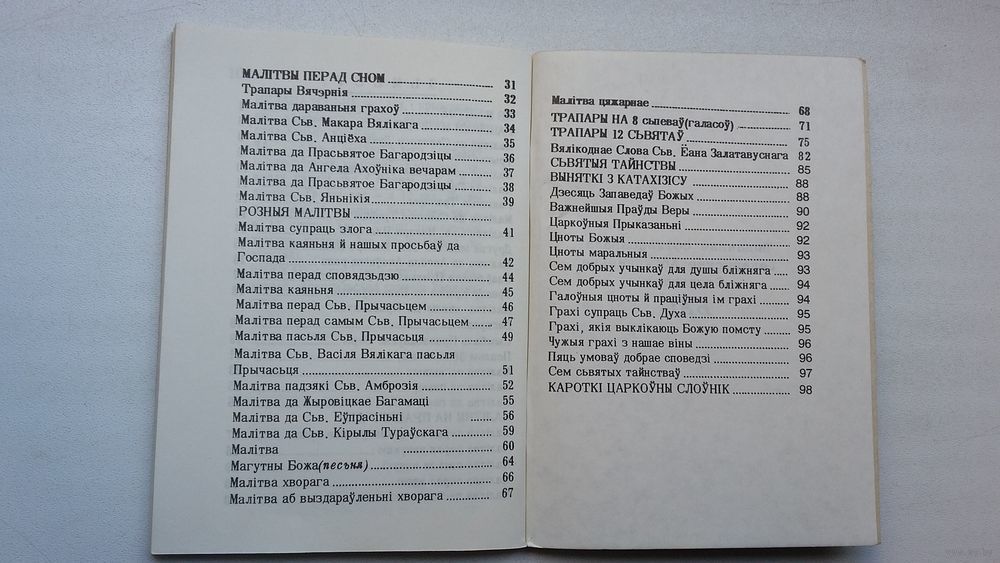 МАЛІТВЫ ПЕРАД СНОМ 31
Трапары Вячэрнія 32
Малітва дараваньня грахоў 33
Малітва Сьв. Макара Вялікага 34
Малітва Сьв. Анціёха 35
Малітва да Прасьвятое Багародзіцы 36
Малітва да Ангела Ахоўніка вечарам 37
Малітва да Прасьвятое Багародзіцы 38
Малітва Сьв. Яньнікія 39
РОЗНЫЯ МАЛІТВЫ
Малітва супраць злога 41
Малітва каяньня й нашых просьбаў да
Госпада 42
Малітва перад сповядзьдзю 44
Малітва каяньня 45
Малітва перад Сьв. Прычасьцем 46
Малітва перад самым Сьв. Прычасьцем 47
Малітва пасьля Сьв. Прычасьця 49
Малітва Сьв. Васіля Вялікага пасьля
Прычасьця 51
Малітва падзякі Сьв. Амброзія 52
Малітва да Жыровіцкае Багамаці 55
Малітва да Сьв. Еўпрасіньні 56
Малітва да Сьв. Кірылы Тураўскага 59
Малітва 60
Магутны Божа(песьня) 64
Малітва хворага 66
Малітва аб выздараўленьні хворага 67
Малітва цяжарнае 68
ТРАПАРЫ НА 8 сьпеваў(галасоў) 71
ТРАПАРЫ 12 СЬВЯТАЎ 75
Вялікоднае Слова Сьв. Ёана Залатавуснага 82
СЬВЯТЫЯ ТАЙНСТВЫ 85
ВЫНЯТКІ З КАТАХІЗІСУ 88
Дзесяць Запаведаў Божых 88
Важнейшыя Праўды Веры 90
Царкоўныя Прыказаньні 92
Цноты Божыя 92
Цноты маральныя 93
Сем добрых учынкаў для душы бліжняга 93
Сем добрых учынкаў для цела бліжняга 94
Галоўныя цноты й праціўныя ім грахі 94
Грахі супраць Сьв. Духа 95
Грахі, якія выклікаюць Божую помсту 95
Чужыя грахі з нашае віны 96
Пяць умоваў добрае споведзі 96
Сем сьвятых тайнстваў 97
КАРОТКІ ЦАРКОЎНЫ СЛОЎНІК 98